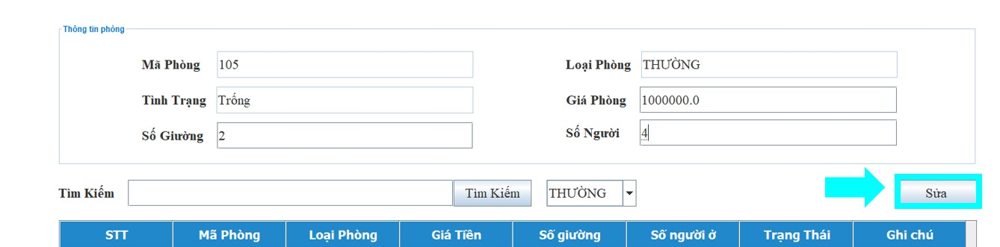 Thông tin phòng
Mã Phòng 105 Loại Phòng THƯỜNG
Tình Trạng Trống Giá Phòng 1000000.0
Số Giường 2 Số Người 4
Tìm Kiếm Tìm Kiếm THƯỜNG Sửa
STT Mã Phòng Loại Phòng Giá Tiền Số giường Số người ở Trạng Thái Ghi chú